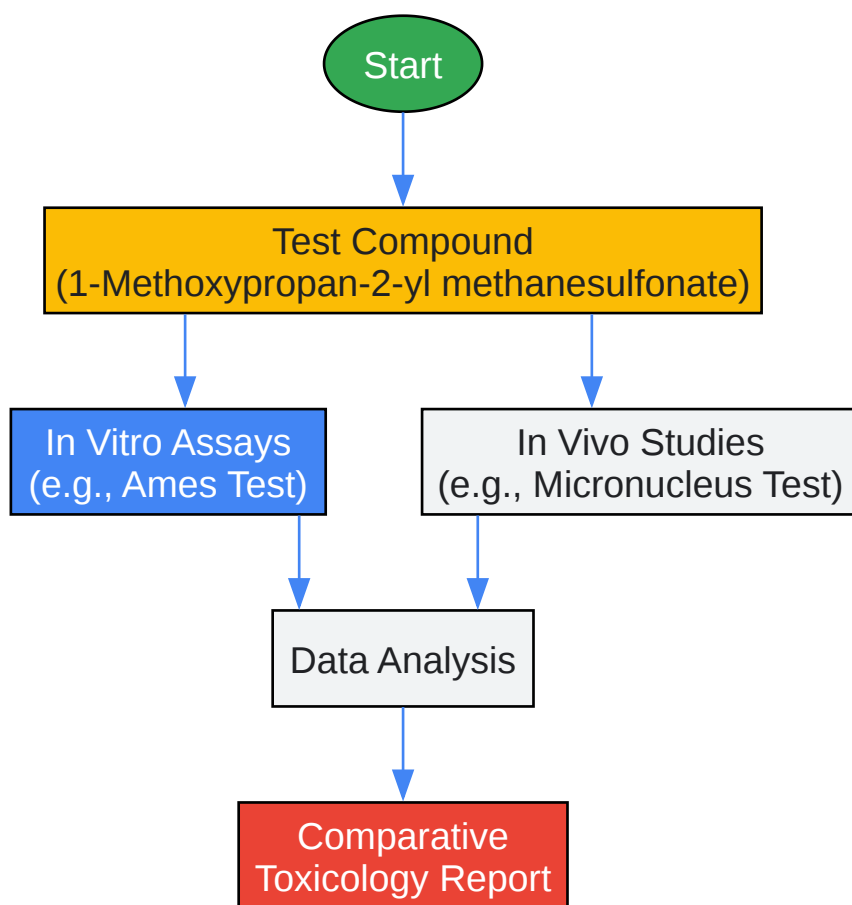 Start
Test Compound
(1-Methoxypropan-2-yl methanesulfonate)
In Vitro Assays
(e.g., Ames Test)
In Vivo Studies
(e.g., Micronucleus Test)
Data Analysis
Comparative
Toxicology Report